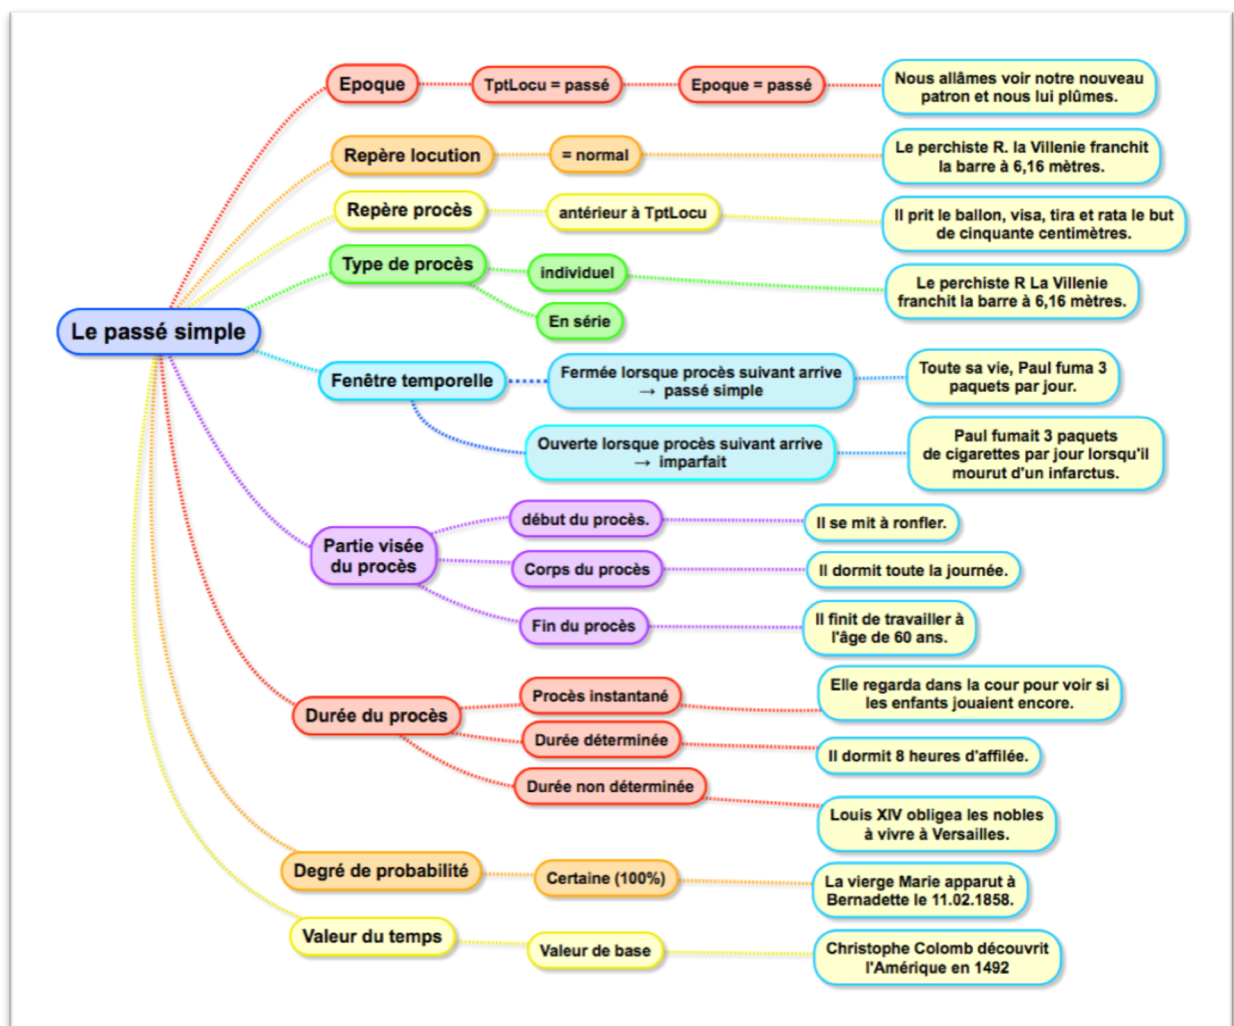 Le passé simple
Epoque
TptLocu = passé
Epoque = passé
Nous allâmes voir notre nouveau
patron et nous lui plûmes.
Repère locution
= normal
Le perchiste R. la Villenie franchit
la barre à 6,16 mètres.
Repère procès
antérieur à TptLocu
Il prit le ballon, visa, tira et rata le but
de cinquante centimètres.
Type de procès
individuel
Le perchiste R La Villenie
franchit la barre à 6,16 mètres.
En série
Fenêtre temporelle
Fermée lorsque procès suivant arrive
→ passé simple
Toute sa vie, Paul fuma 3
paquets par jour.
Ouverte lorsque procès suivant arrive
→ imparfait
Paul fumait 3 paquets
de cigarettes par jour lorsqu'il
mourut d'un infarctus.
Partie visée
du procès
début du procès.
Il se mit à ronfler.
Corps du procès
Il dormit toute la journée.
Fin du procès
Il finit de travailler à
l'âge de 60 ans.
Durée du procès
Procès instantané
Elle regarda dans la cour pour voir si
les enfants jouaient encore.
Durée déterminée
Il dormit 8 heures d'affilée.
Durée non déterminée
Louis XIV obligea les nobles
à vivre à Versailles.
Degré de probabilité
Certaine (100%)
La vierge Marie apparut à
Bernadette le 11.02.1858.
Valeur du temps
Valeur de base
Christophe Colomb découvrit
l'Amérique en 1492